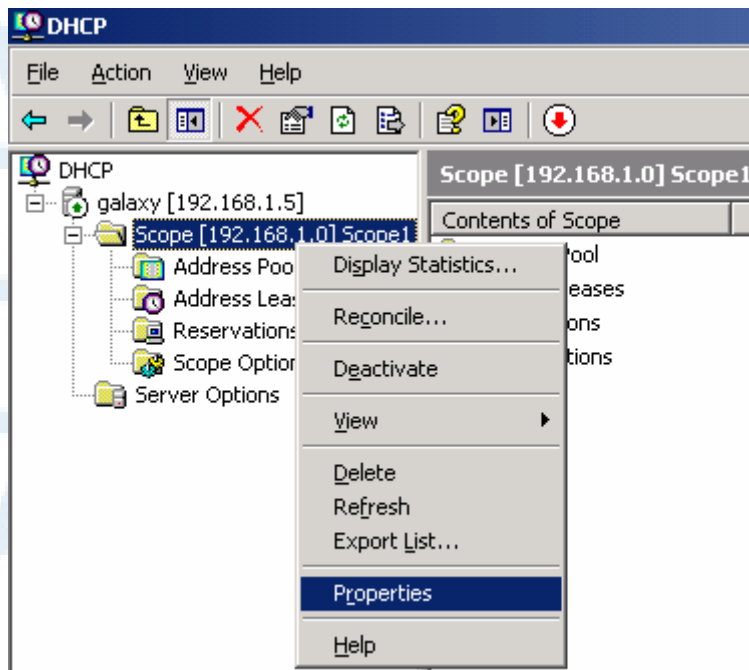 DHCP
File Action View Help
DHCP
galaxy [192.168.1.5]
Scope [192.168.1.0] Scope1
Address Poo
Address Leas
Reservations
Scope Option
Server Options
Scope [192.168.1.0] Scope1
Contents of Scope
Pool
eases
ons
tions
Display Statistics...
Reconcile...
Deactivate
View
Delete
Refresh
Export List...
Properties
Help